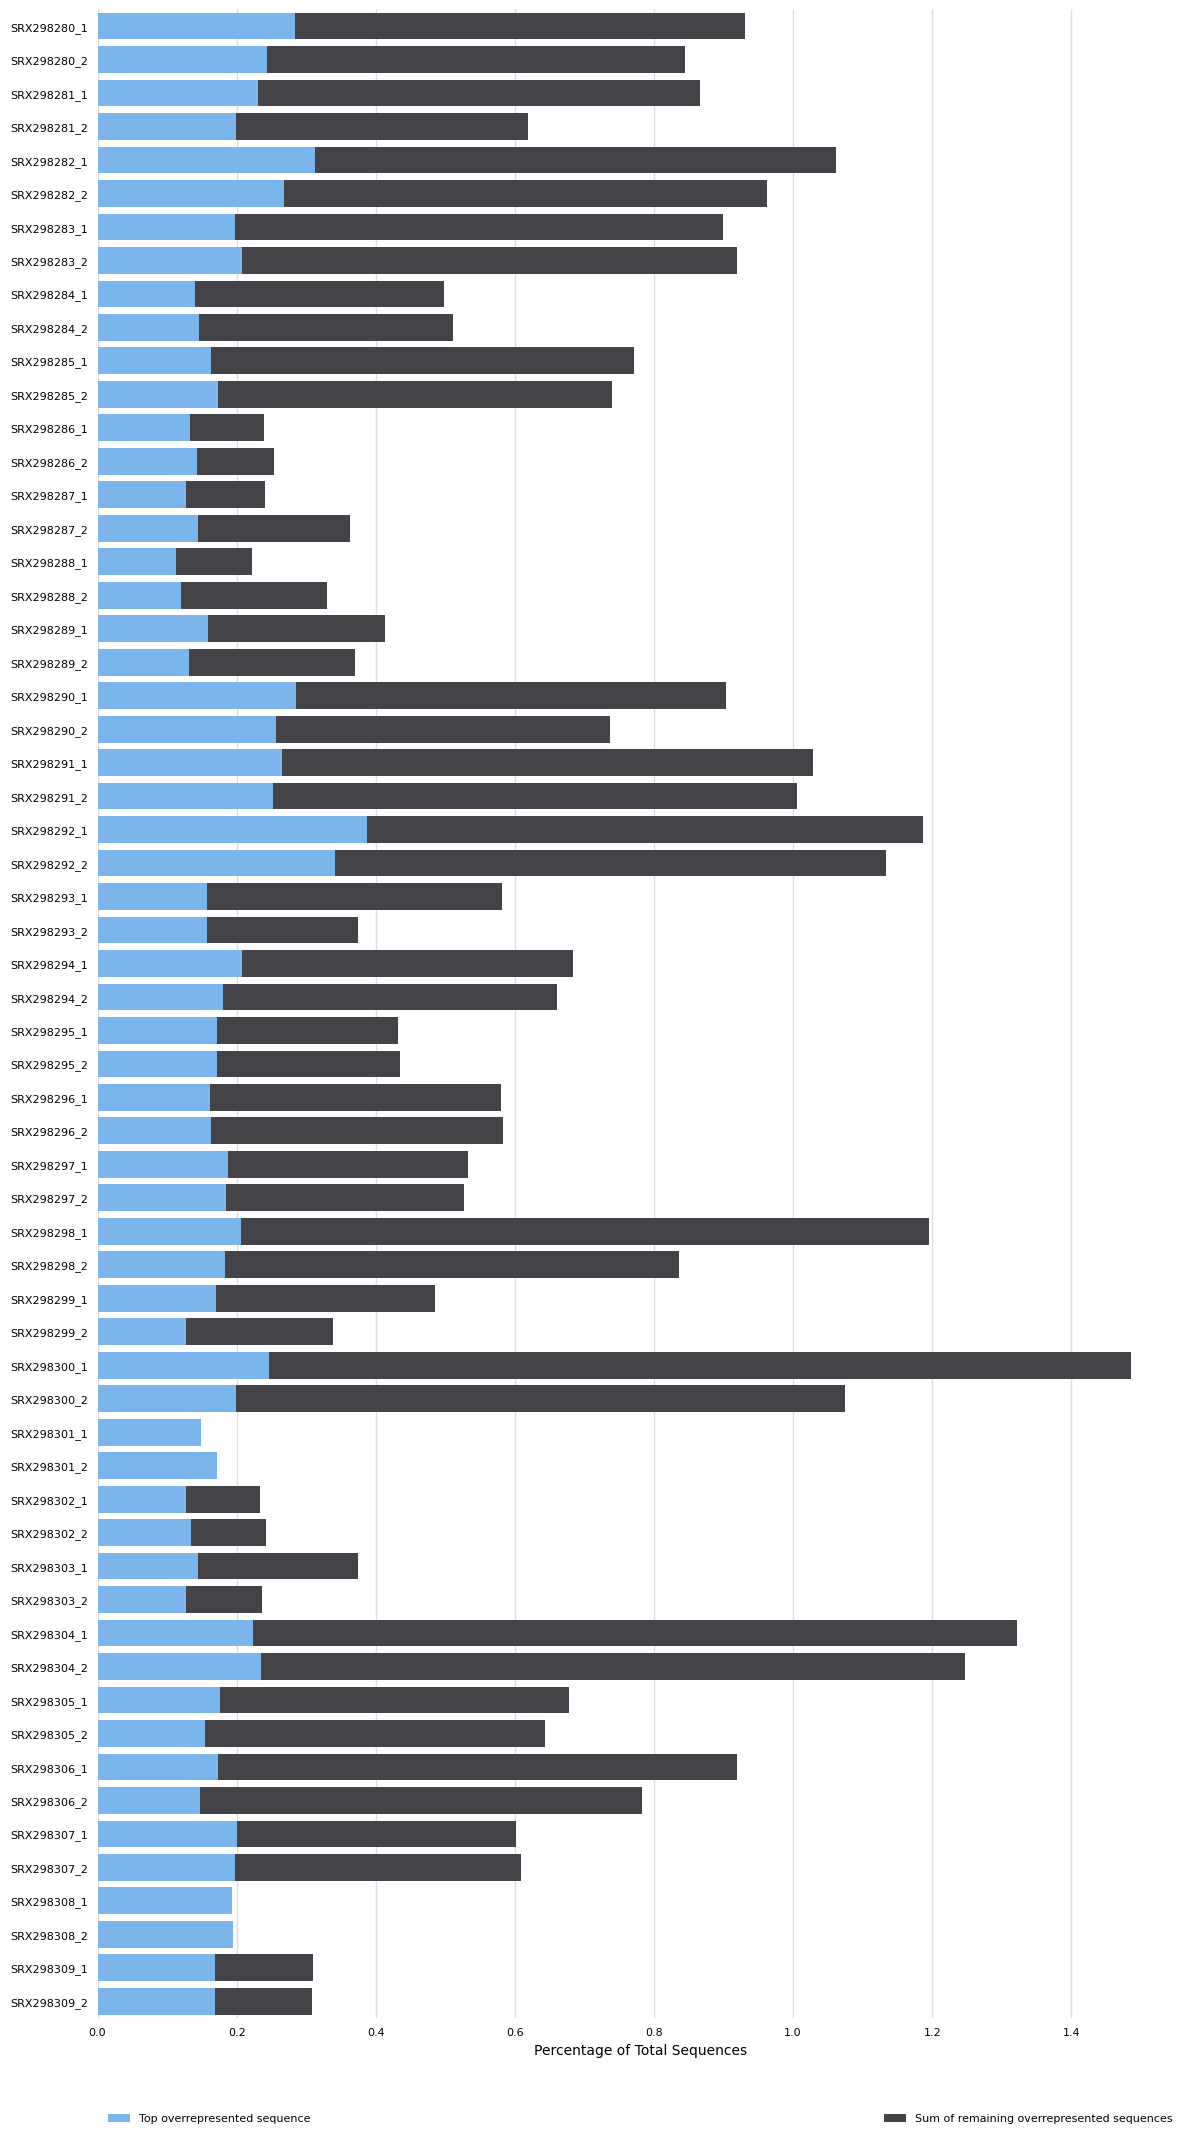 SRX298280_1
SRX298280_2
SRX298281_1
SRX298281_2
SRX298282_1
SRX298282_2
SRX298283_1
SRX298283_2
SRX298284_1
SRX298284_2
SRX298285_1
SRX298285_2
SRX298286_1
SRX298286_2
SRX298287_1
SRX298287_2
SRX298288_1
SRX298288_2
SRX298289_1
SRX298289_2
SRX298290_1
SRX298290_2
SRX298291_1
SRX298291_2
SRX298292_1
SRX298292_2
SRX298293_1
SRX298293_2
SRX298294_1
SRX298294_2
SRX298295_1
SRX298295_2
SRX298296_1
SRX298296_2
SRX298297_1
SRX298297_2
SRX298298_1
SRX298298_2
SRX298299_1
SRX298299_2
SRX298300_1
SRX298300_2
SRX298301_1
SRX298301_2
SRX298302_1
SRX298302_2
SRX298303_1
SRX298303_2
SRX298304_1
SRX298304_2
SRX298305_1
SRX298305_2
SRX298306_1
SRX298306_2
SRX298307_1
SRX298307_2
SRX298308_1
SRX298308_2
SRX298309_1
SRX298309_2
0.0 0.2 0.4 0.6 0.8 1.0 1.2 1.4
Percentage of Total Sequences
Top overrepresented sequence Sum of remaining overrepresented sequences